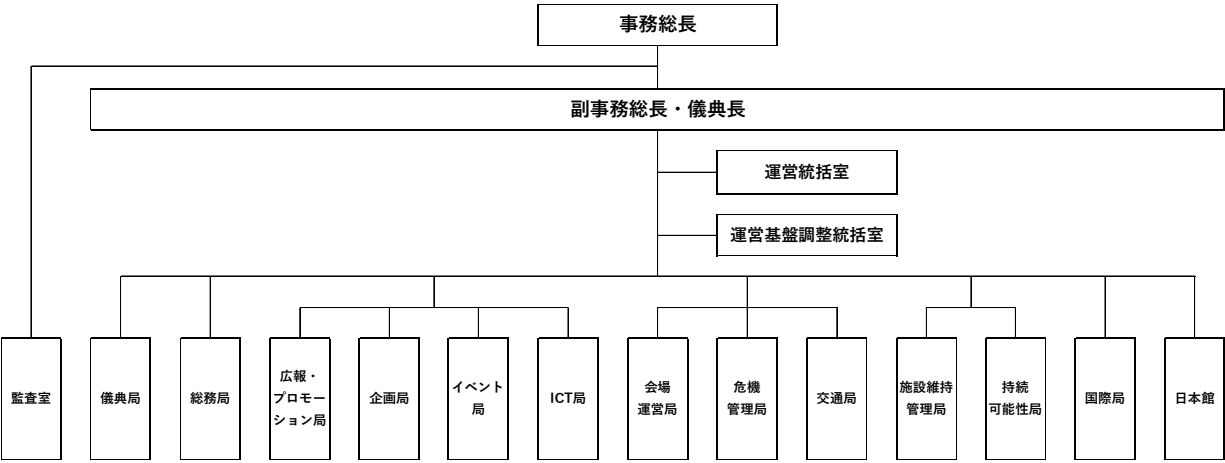 事務総長
副事務総長・儀典長
運営統括室
運営基盤調整統括室
監査室
儀典局
総務局
広報・
プロモー
ション局
企画局
イベント
局
ICT局
会場
運営局
危機
管理局
交通局
施設維持
管理局
持続
可能性局
国際局
日本館